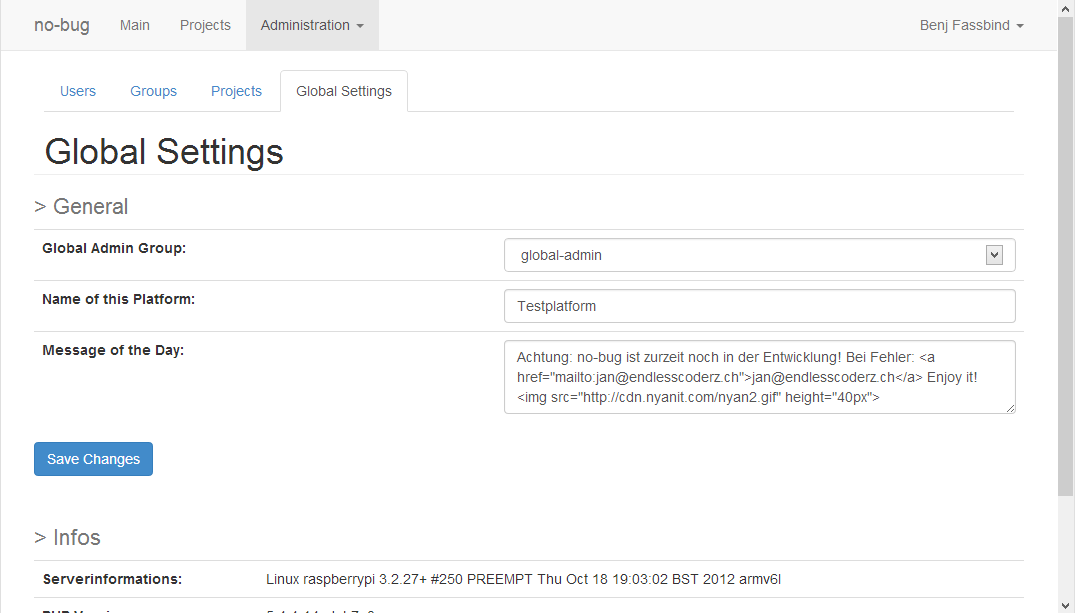 no-bug Main Projects Administration Benj Fassbind
Users Groups Projects Global Settings
Global Settings
> General
Global Admin Group: global-admin
Name of this Platform: Testplatform
Message of the Day: Achtung: no-bug ist zurzeit noch in der Entwicklung! Bei Fehler: <a
href="mailto:jan@endlesscoderz.ch">jan@endlesscoderz.ch</a> Enjoy it!
<img src="http://cdn.nyanit.com/nyan2.gif" height="40px">
Save Changes
> Infos
Serverinformations: Linux raspberrypi 3.2.27+ #250 PREEMPT Thu Oct 18 19:03:02 BST 2012 armv6l